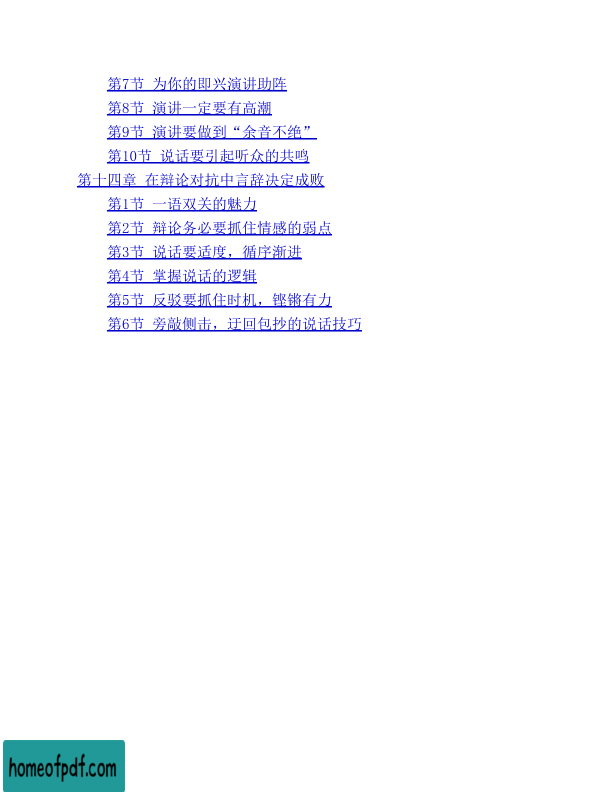 第7节 为你的即兴演讲助阵
第8节 演讲一定要有高潮
第9节 演讲要做到“余音不绝”
第10节 说话要引起听众的共鸣
第十四章 在辩论对抗中言辞决定成败
第1节 一语双关的魅力
第2节 辩论务必要抓住情感的弱点
第3节 说话要适度，循序渐进
第4节 掌握说话的逻辑
第5节 反驳要抓住时机，铿锵有力
第6节 旁敲侧击，迂回包抄的说话技巧
homeofpdf.com